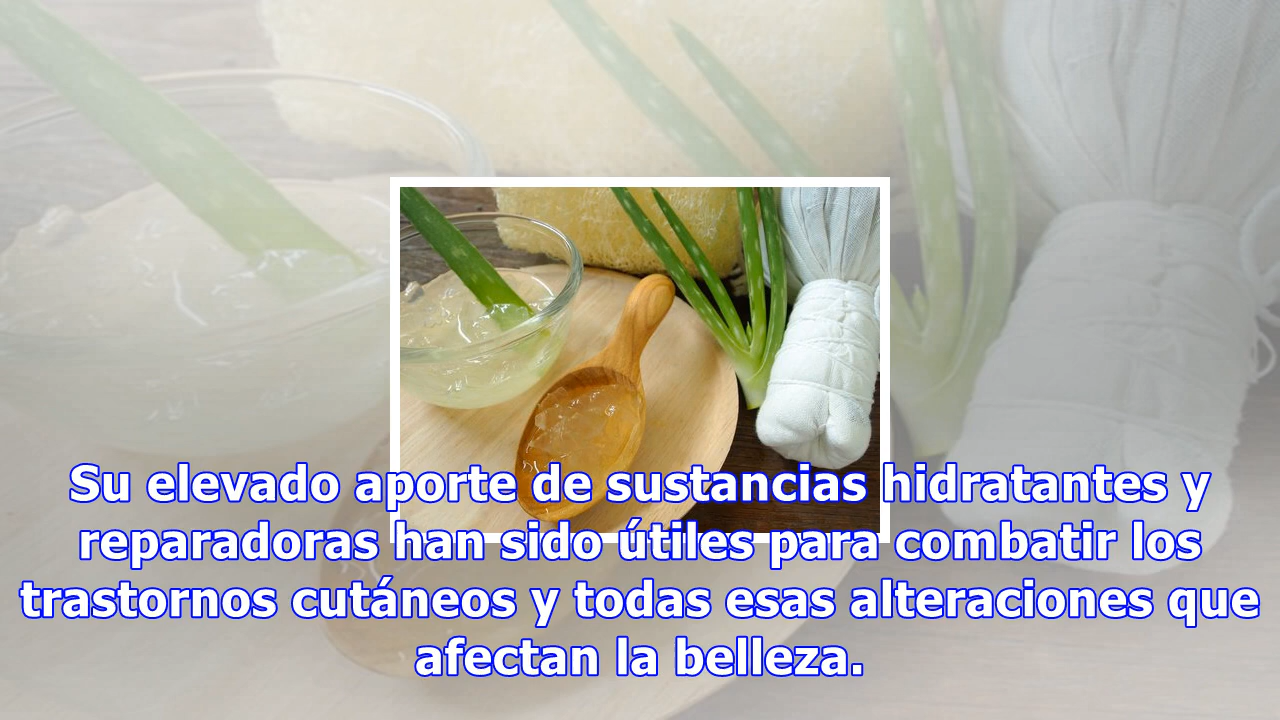 Su elevado aporte de sustancias hidratantes y
reparadoras han sido útiles para combatir los
trastornos cutáneos y todas esas alteraciones que
afectan la belleza.